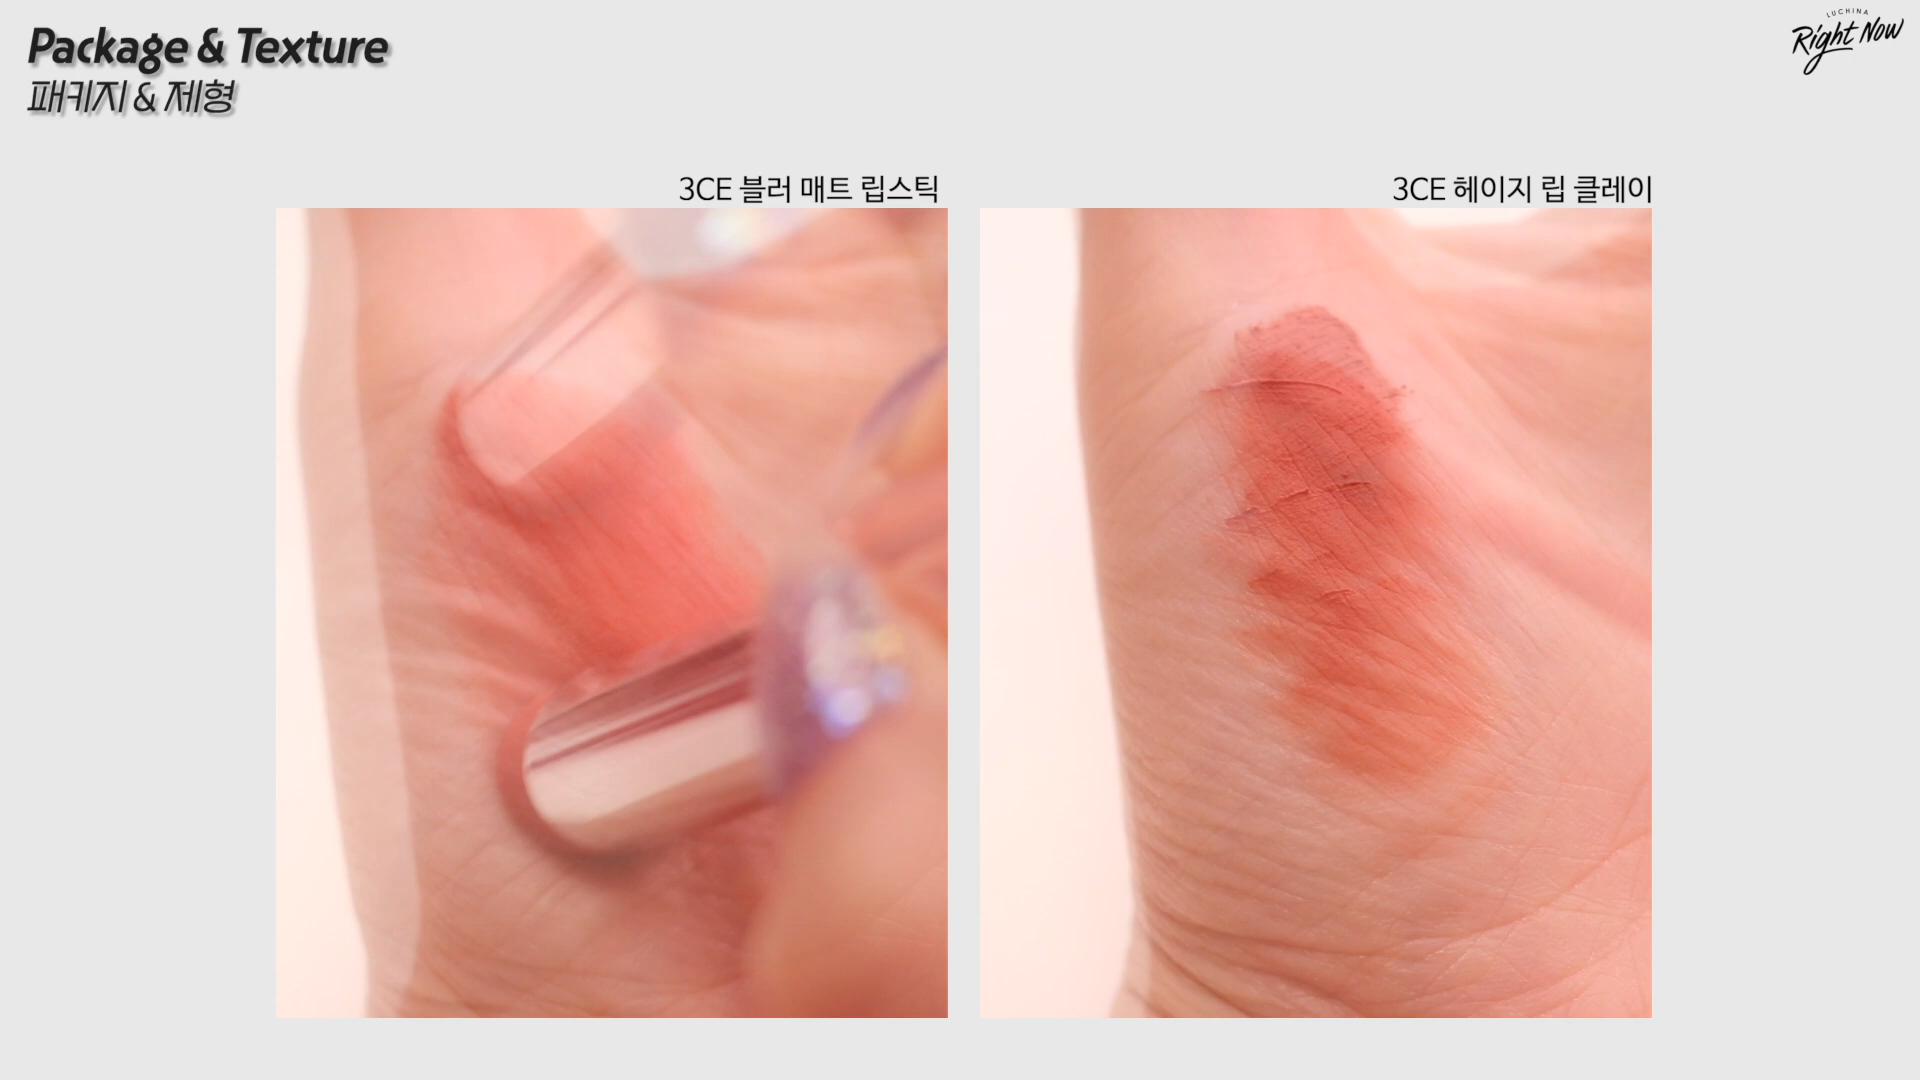 Package & Texture
패키지 & 제형
LUCHINA
Right Now
3CE 블러 매트 립스틱
3CE 헤이지 립 클레이